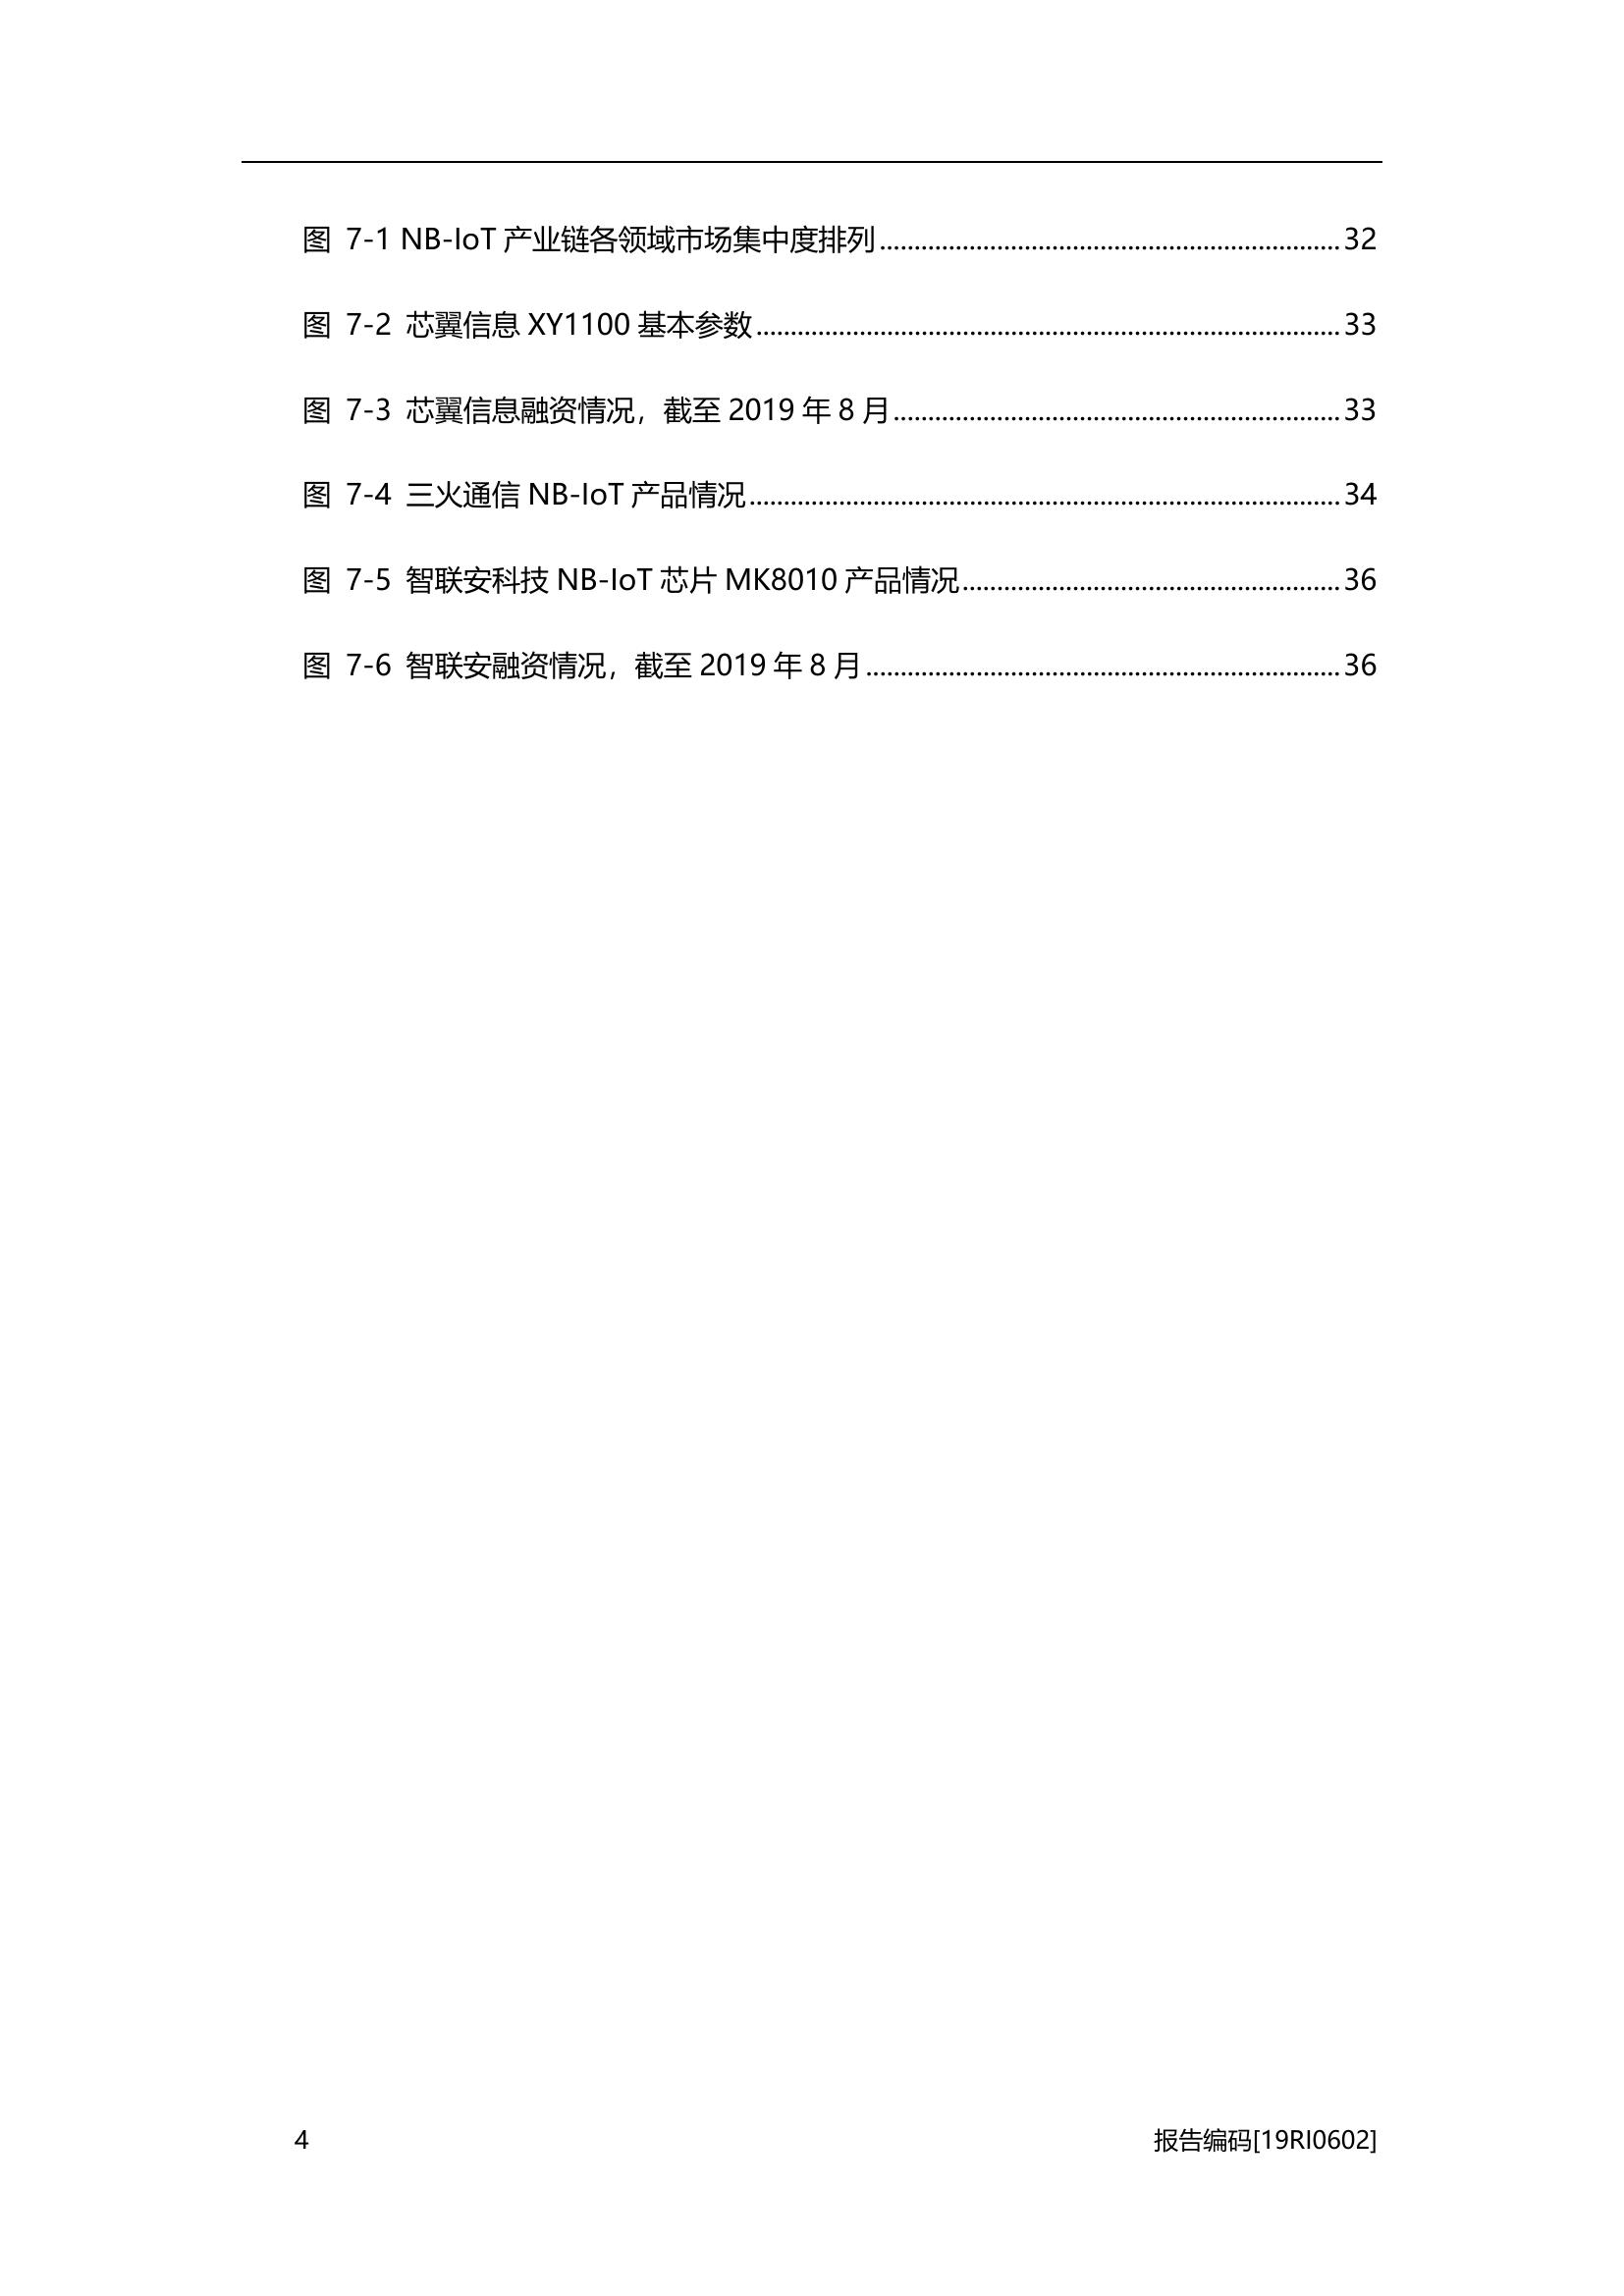 图 7-1 NB-IoT 产业链各领域市场集中度排列........................................................................32
图 7-2 芯翼信息 XY1100 基本参数........................................................................................33
图 7-3 芯翼信息融资情况，截至 2019 年 8 月....................................................................33
图 7-4 三火通信 NB-IoT 产品情况.........................................................................................34
图 7-5 智联安科技 NB-IoT 芯片 MK8010 产品情况.........................................................36
图 7-6 智联安融资情况，截至 2019 年 8 月........................................................................36
4 报告编码[19RI0602]